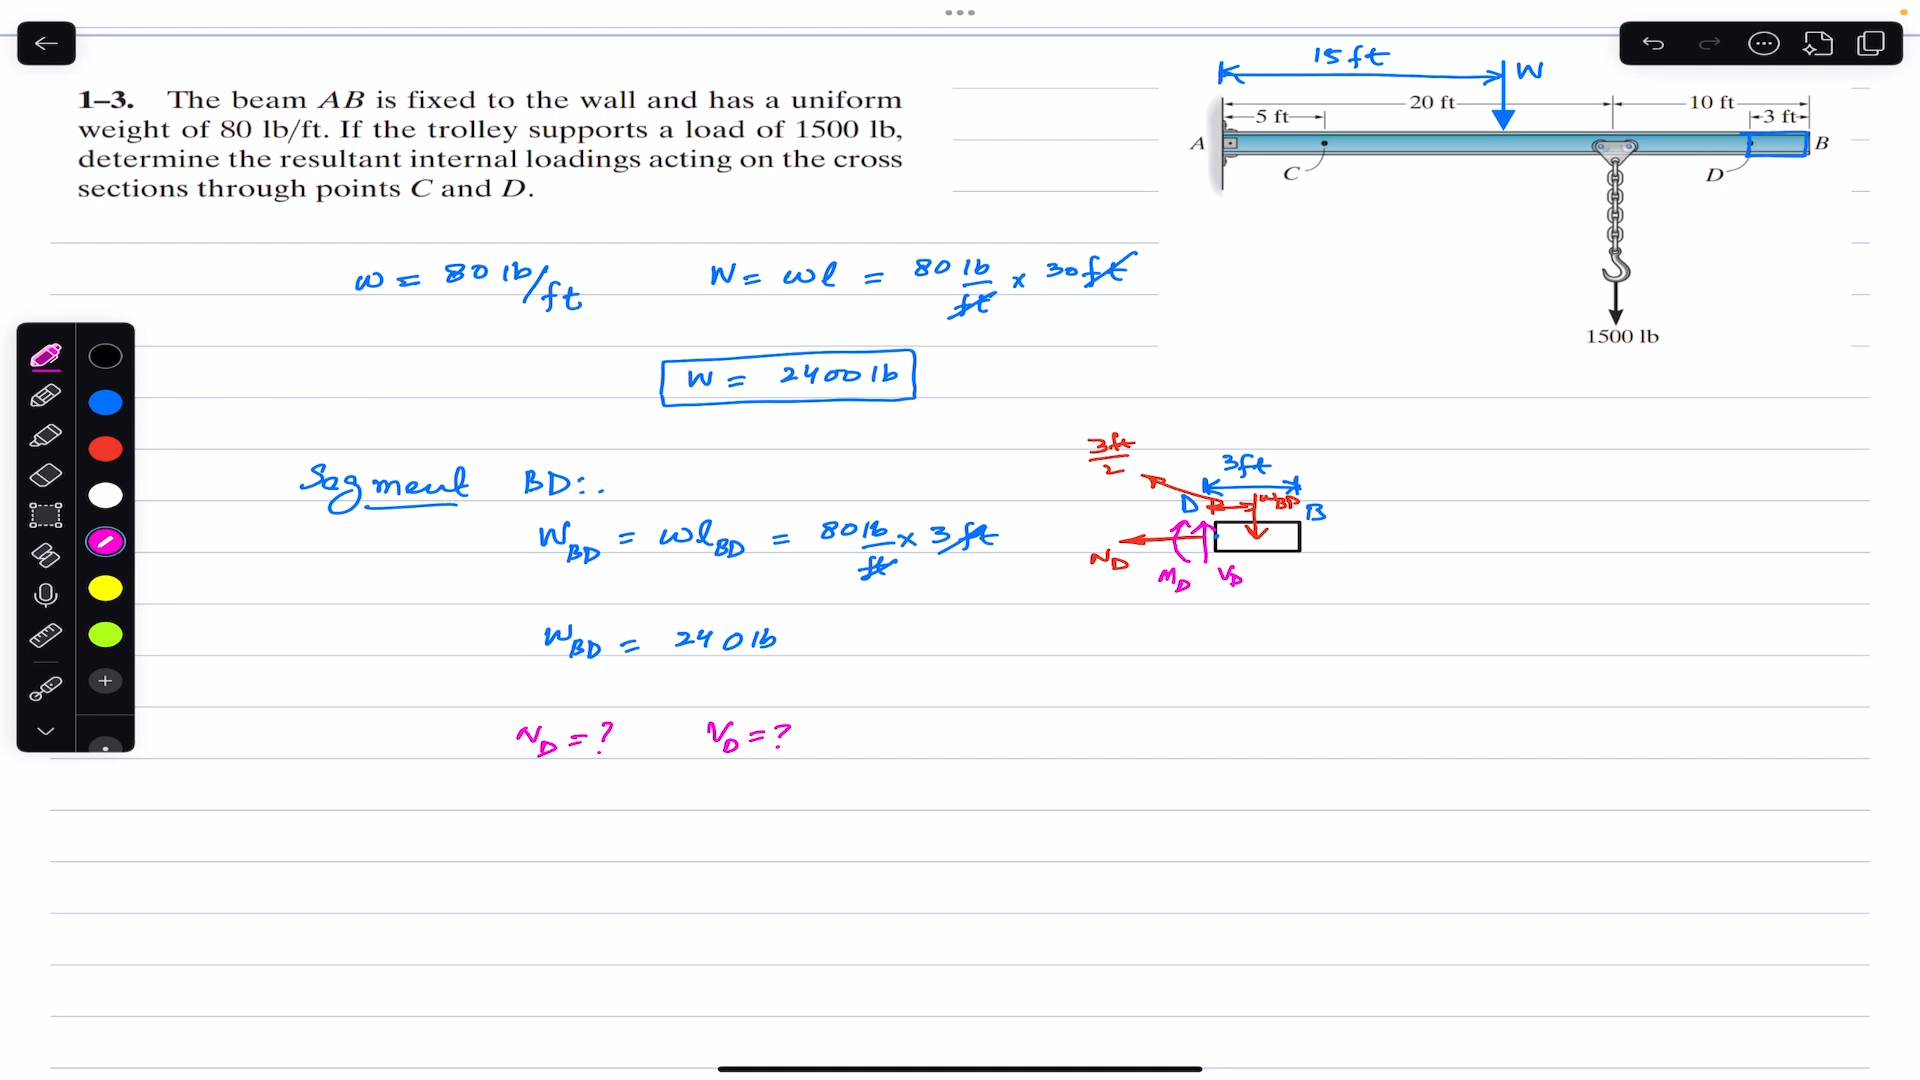 15 ft
W
1–3. The beam AB is fixed to the wall and has a uniform
weight of 80 lb/ft. If the trolley supports a load of 1500 lb,
determine the resultant internal loadings acting on the cross
sections through points C and D.
20 ft
10 ft
5 ft
3 ft
A
B
C
D
1500 lb
w = 80 lb/ft
W = wl = 80 lb/ft × 30 ft
W = 2400 lb
Segment BD:.
W_BD = wl_BD = 80 lb/ft × 3 ft
W_BD = 240 lb
N_D = ? V_D = ?
3ft/2
3ft
D
W_BD
B
N_D
M_D
V_D